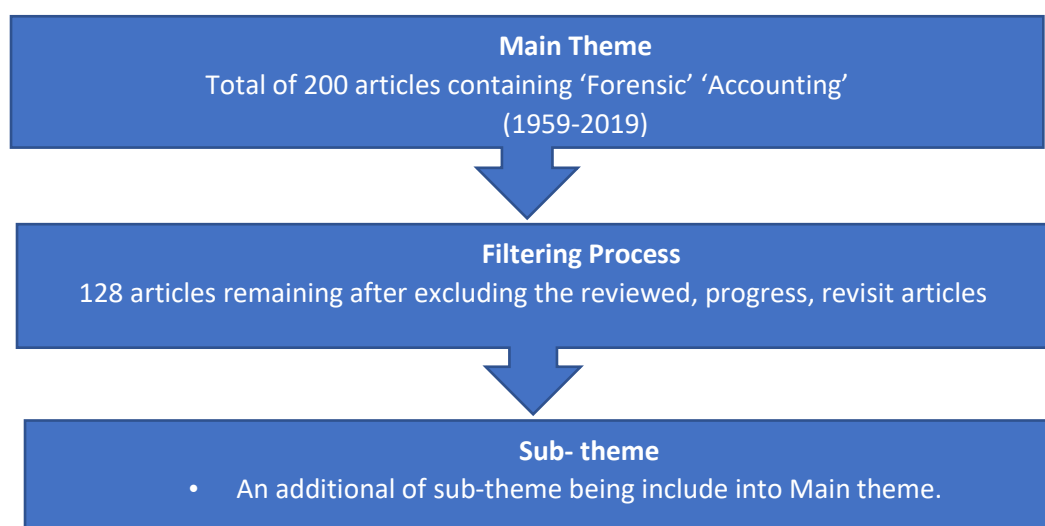 Main Theme
Total of 200 articles containing ‘Forensic’ ‘Accounting’
(1959-2019)
Filtering Process
128 articles remaining after excluding the reviewed, progress, revisit articles
Sub- theme
• An additional of sub-theme being include into Main theme.